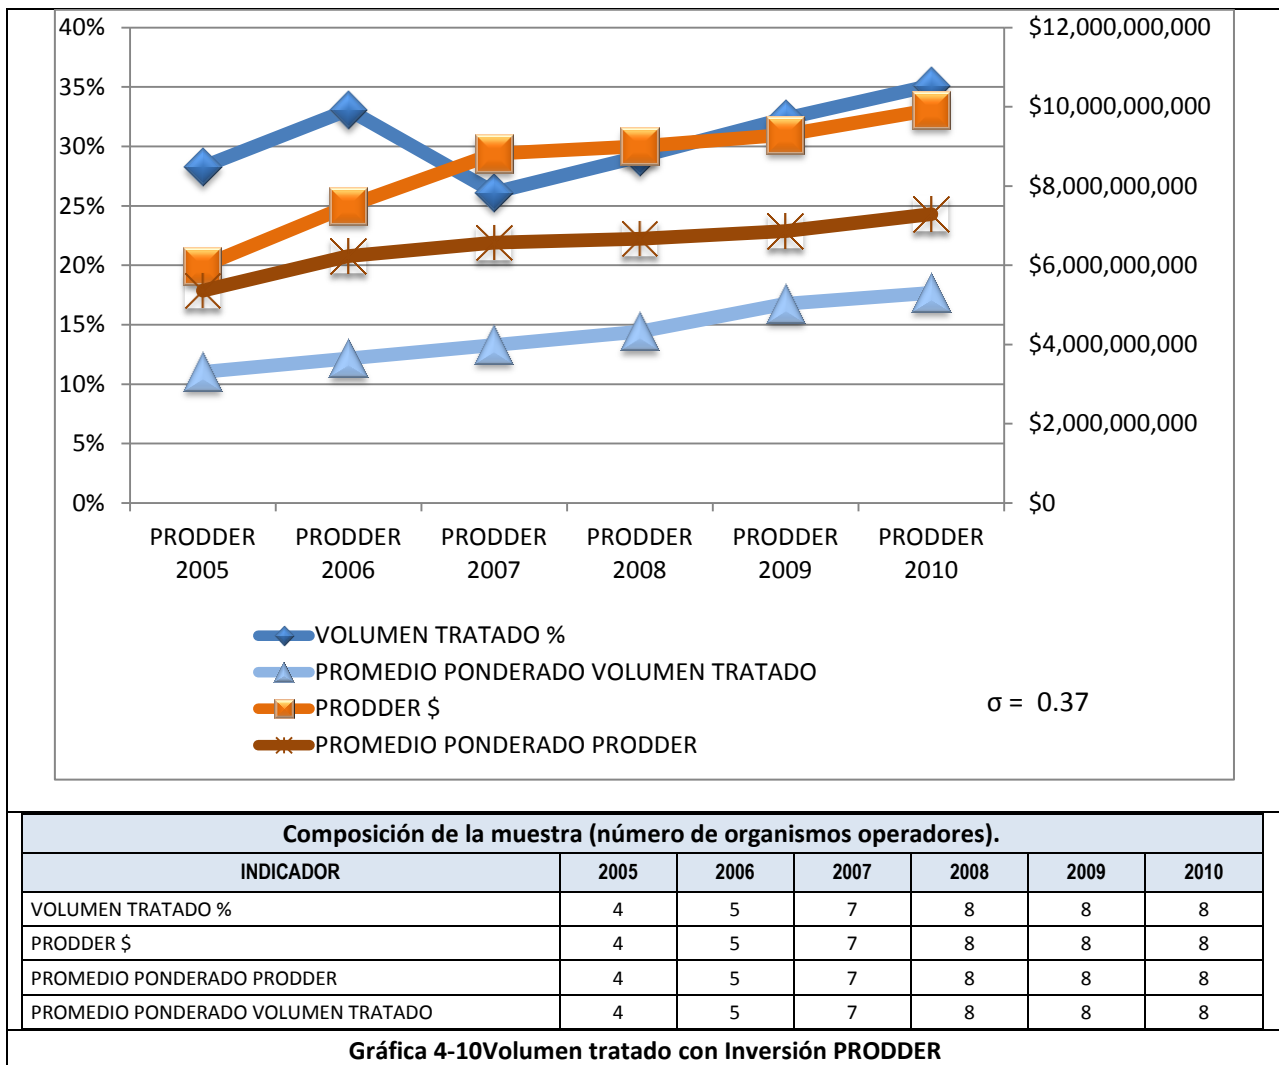 40%
35%
30%
25%
20%
15%
10%
5%
0%
$12,000,000,000
$10,000,000,000
$8,000,000,000
$6,000,000,000
$4,000,000,000
$2,000,000,000
$0
PRODDER 2005
PRODDER 2006
PRODDER 2007
PRODDER 2008
PRODDER 2009
PRODDER 2010
VOLUMEN TRATADO %
PROMEDIO PONDERADO VOLUMEN TRATADO
PRODDER $
PROMEDIO PONDERADO PRODDER
σ = 0.37
Composición de la muestra (número de organismos operadores).
INDICADOR 2005 2006 2007 2008 2009 2010
VOLUMEN TRATADO % 4 5 7 8 8 8
PRODDER $ 4 5 7 8 8 8
PROMEDIO PONDERADO PRODDER 4 5 7 8 8 8
PROMEDIO PONDERADO VOLUMEN TRATADO 4 5 7 8 8 8
Gráfica 4-10Volumen tratado con Inversión PRODDER